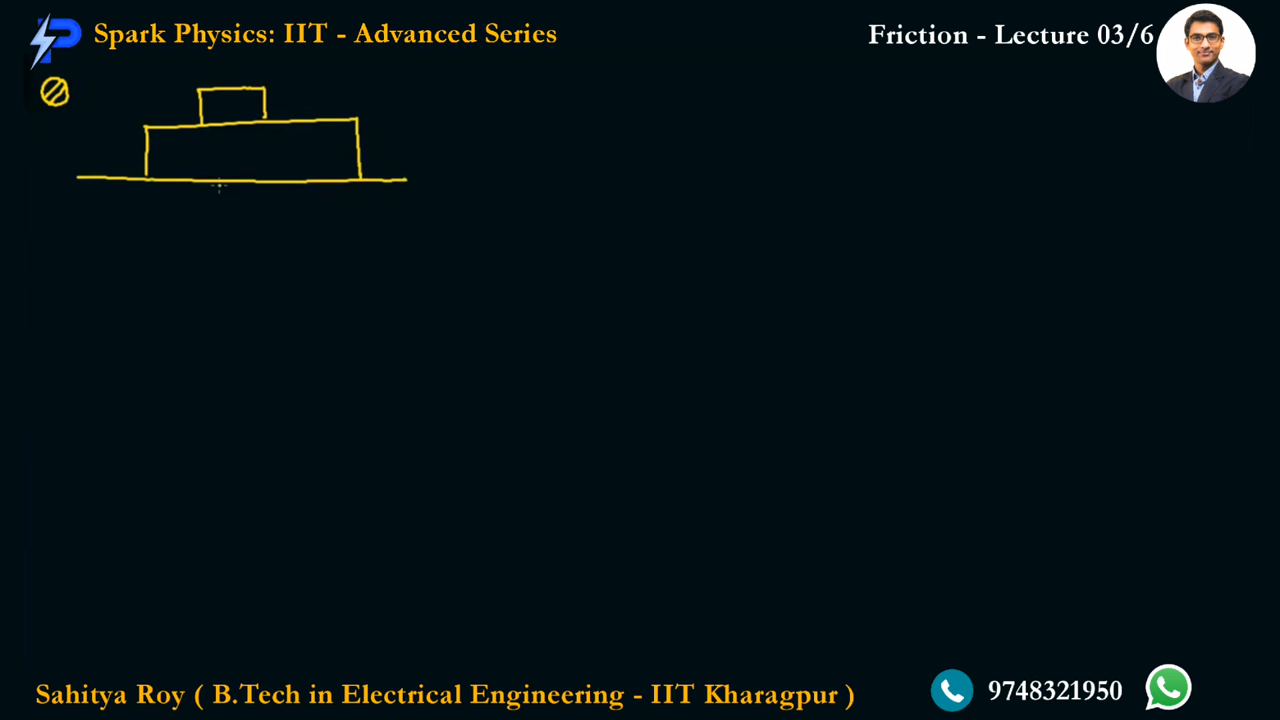 Spark Physics: IIT - Advanced Series
Friction - Lecture 03/6
Sahitya Roy ( B.Tech in Electrical Engineering - IIT Kharagpur )
9748321950